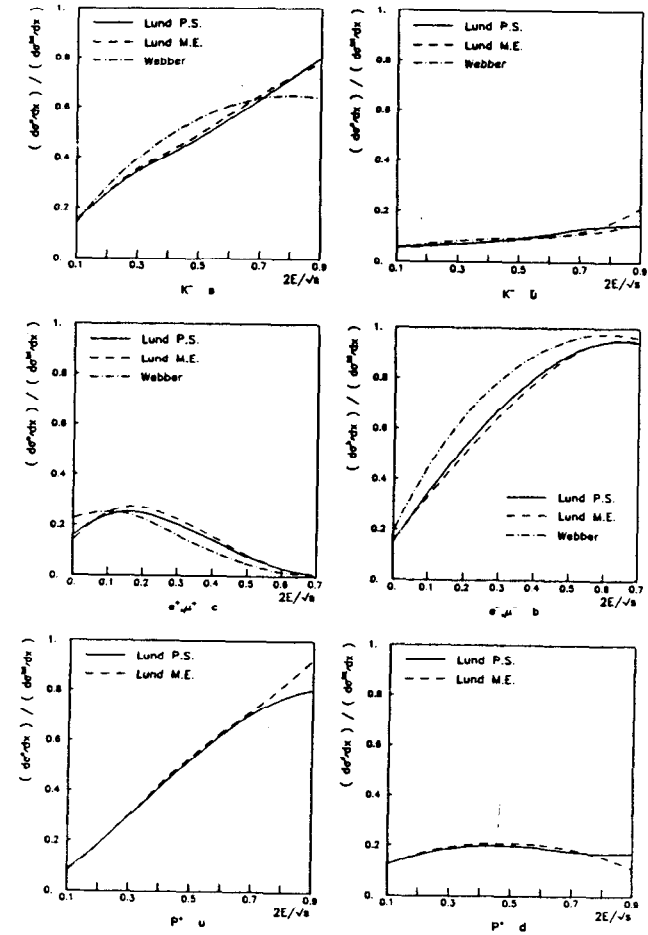 ( dσ^q/dx ) / ( dσ^tot/dx )
1.
0.8
0.6
0.4
0.2
0.
Lund P.S.
Lund M.E.
Webber
0.1 0.3 0.5 0.7 0.9
2E/√s
K⁻ s
( dσ^q/dx ) / ( dσ^tot/dx )
1.
0.8
0.6
0.4
0.2
0.
Lund P.S.
Lund M.E.
Webber
0.1 0.3 0.5 0.7 0.9
2E/√s
K⁻ ū
( dσ^q/dx ) / ( dσ^tot/dx )
1.
0.8
0.6
0.4
0.2
0.
Lund P.S.
Lund M.E.
Webber
0. 0.1 0.2 0.3 0.4 0.5 0.6 0.7
2E/√s
e⁺,μ⁺ c
( dσ^q/dx ) / ( dσ^tot/dx )
1.
0.8
0.6
0.4
0.2
0.
Lund P.S.
Lund M.E.
Webber
0. 0.1 0.2 0.3 0.4 0.5 0.6 0.7
2E/√s
e⁻,μ⁻ b
( dσ^q/dx ) / ( dσ^tot/dx )
1.
0.8
0.6
0.4
0.2
0.
Lund P.S.
Lund M.E.
0.1 0.3 0.5 0.7 0.9
2E/√s
P⁺ u
( dσ^q/dx ) / ( dσ^tot/dx )
1.
0.8
0.6
0.4
0.2
0.
Lund P.S.
Lund M.E.
0.1 0.3 0.5 0.7 0.9
2E/√s
P⁺ d